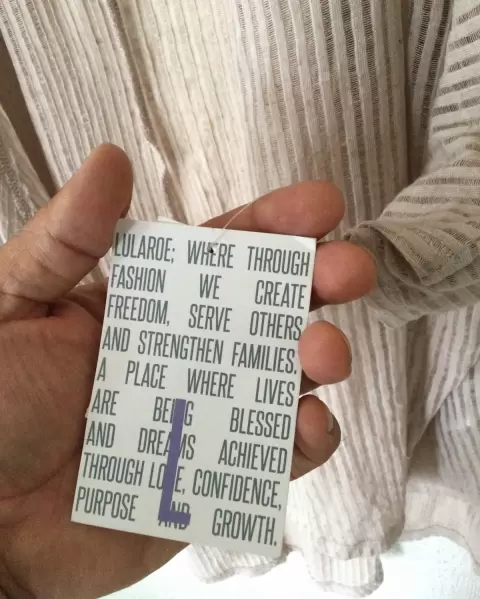 LULAROE; WHERE THROUGH
FASHION WE CREATE
FREEDOM, SERVE OTHERS
AND STRENGTHEN FAMILIES.
A PLACE WHERE LIVES
ARE BEING BLESSED
AND DREAMS ACHIEVED
THROUGH LOVE, CONFIDENCE,
PURPOSE AND GROWTH.
L